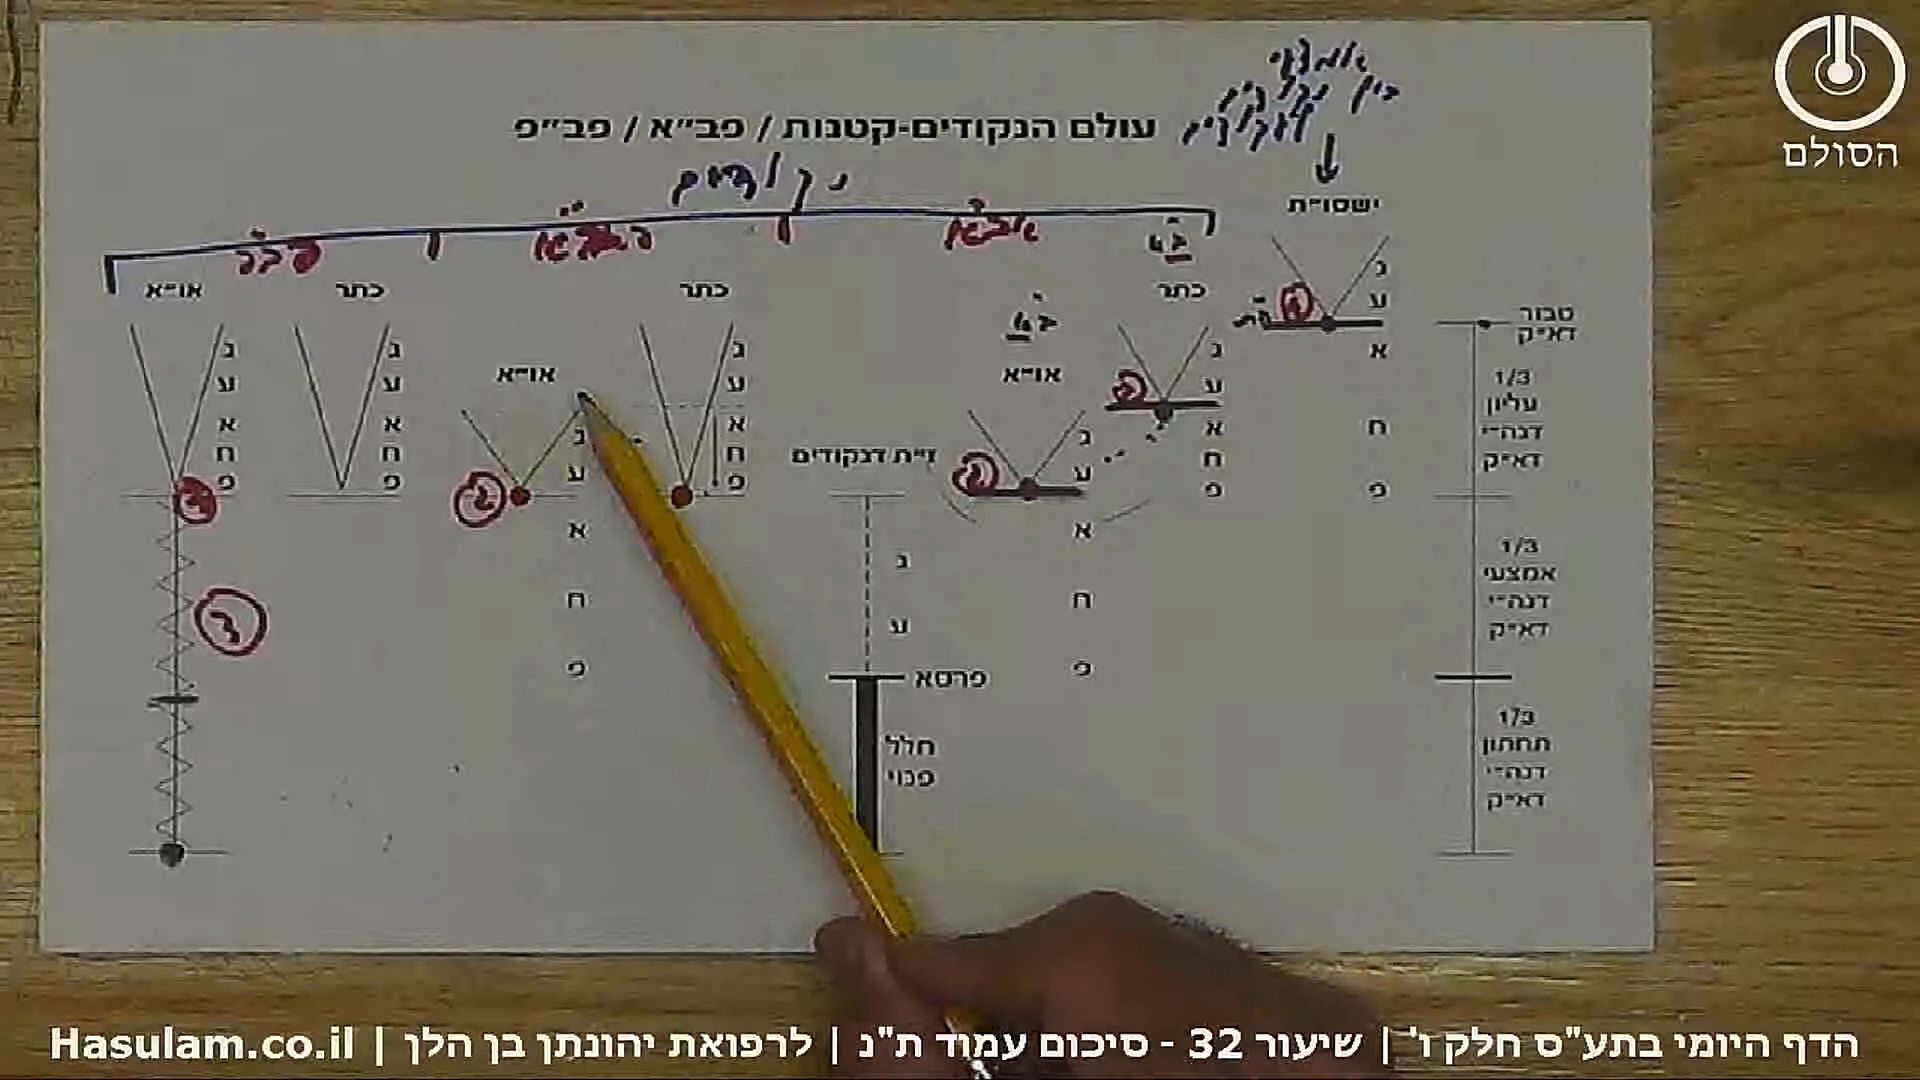 הסולם
עולם הנקודים-קטנות / פב״א / פב״פ
נקודים
ישסו״ת
כתר
כתר
כתר
או״א
או״א
או״א
נ
ע
א
ח
פ
טבור
דא״ק
1/3
עליון
דנה״י
דא״ק
1/3
אמצעי
דנה״י
דא״ק
1/3
תחתון
דנה״י
דא״ק
נ
ע
א
ח
פ
נ
ע
א
ח
פ
ז״ת דנקודים
נ
ע
פרסא
חלל
פנוי
נ
ע
א
ח
פ
נ
ע
א
ח
פ
נ
ע
א
ח
פ
נ
ע
א
ח
פ
הדף היומי בתע"ס חלק ו' | שיעור 32 - סיכום עמוד ת"נ | לרפואת יהונתן בן הלן | Hasulam.co.il